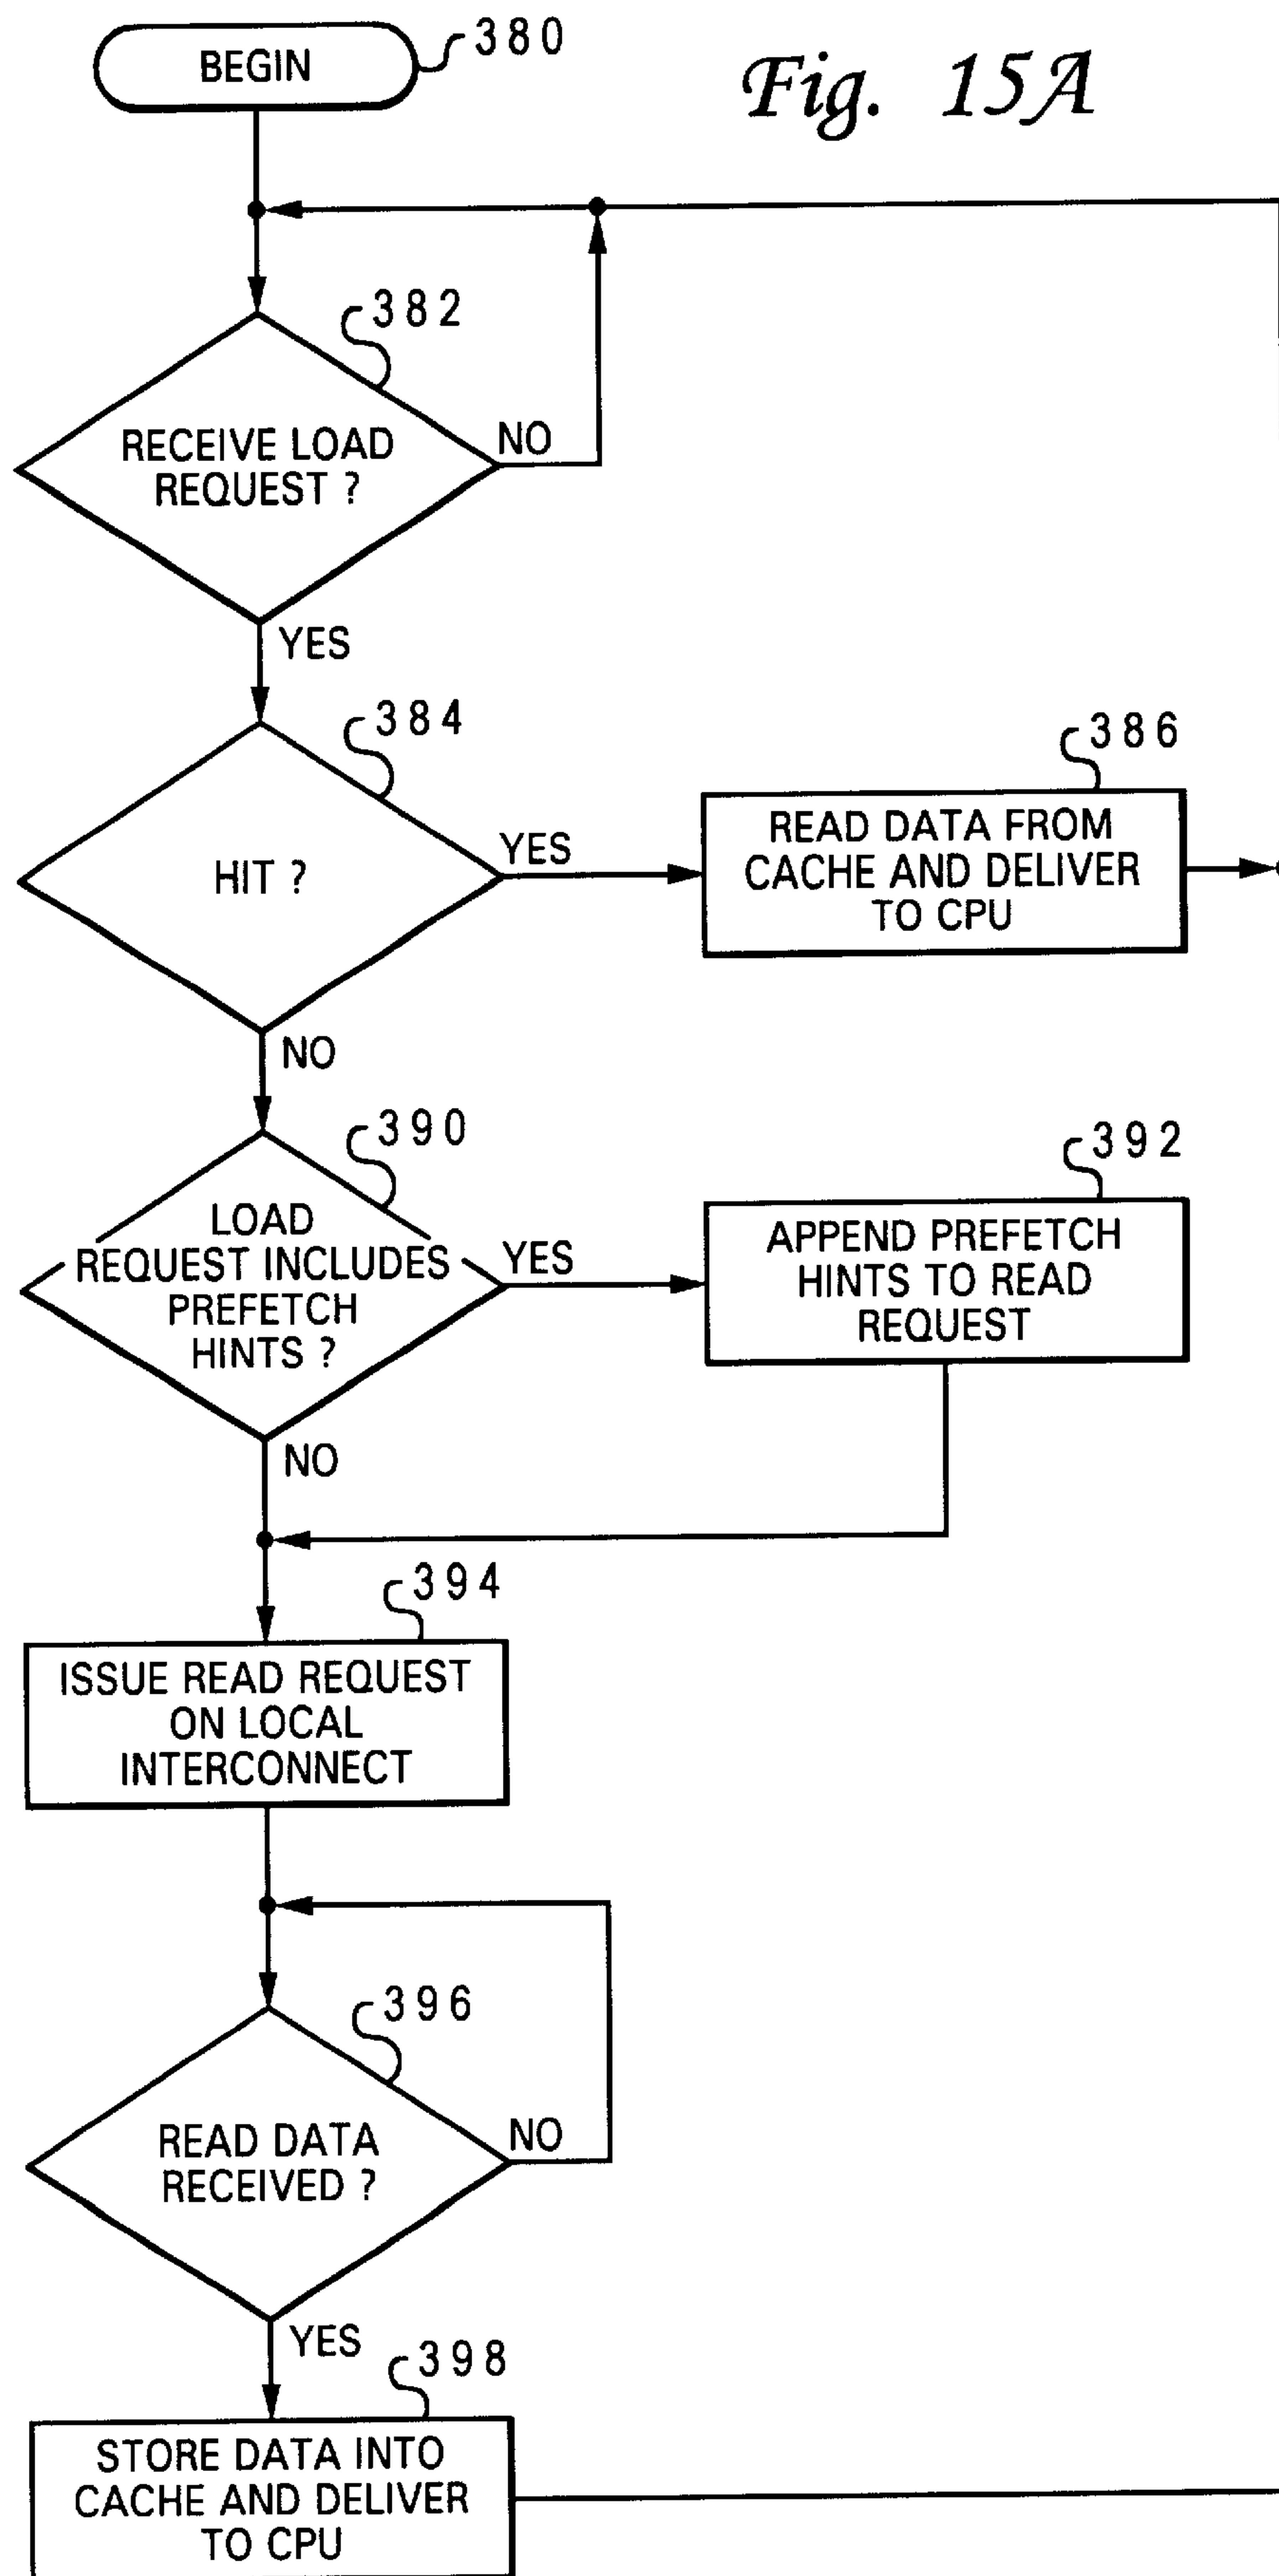 BEGIN
380
Fig. 15A
382
RECEIVE LOAD
REQUEST ?
NO
YES
384
HIT ?
YES
386
READ DATA FROM
CACHE AND DELIVER
TO CPU
NO
390
LOAD
REQUEST INCLUDES
PREFETCH
HINTS ?
YES
392
APPEND PREFETCH
HINTS TO READ
REQUEST
NO
394
ISSUE READ REQUEST
ON LOCAL
INTERCONNECT
396
READ DATA
RECEIVED ?
NO
YES
398
STORE DATA INTO
CACHE AND DELIVER
TO CPU